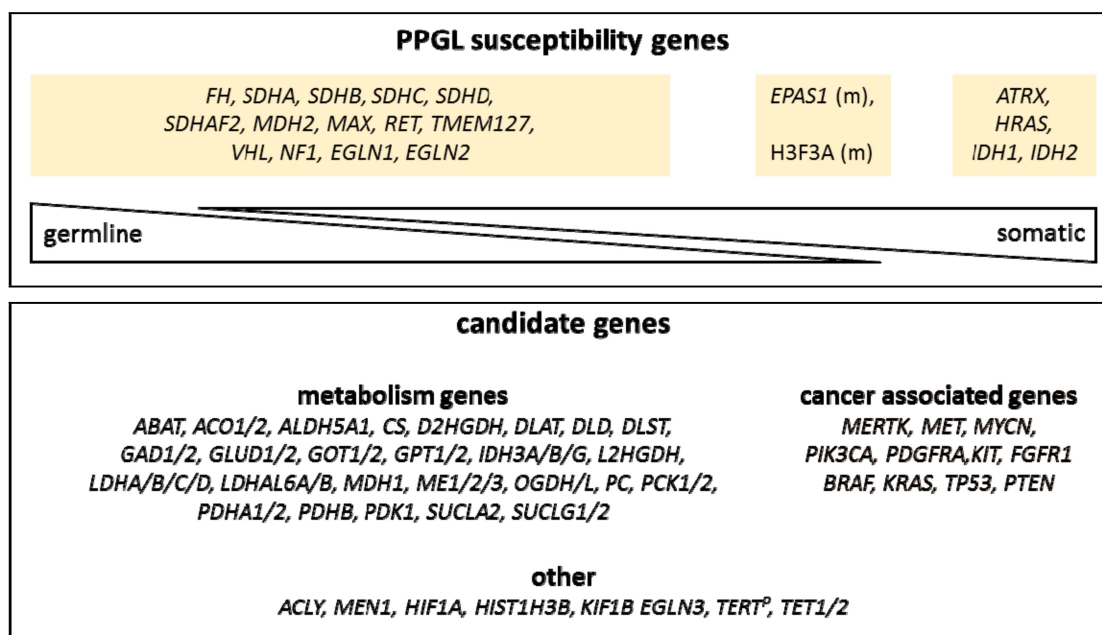 PPGL susceptibility genes
FH, SDHA, SDHB, SDHC, SDHD,
SDHAF2, MDH2, MAX, RET, TMEM127,
VHL, NF1, EGLN1, EGLN2
EPAS1 (m),
H3F3A (m)
ATRX,
HRAS,
IDH1, IDH2
germline
somatic
candidate genes
metabolism genes
ABAT, ACO1/2, ALDH5A1, CS, D2HGDH, DLAT, DLD, DLST,
GAD1/2, GLUD1/2, GOT1/2, GPT1/2, IDH3A/B/G, L2HGDH,
LDHA/B/C/D, LDHAL6A/B, MDH1, ME1/2/3, OGDH/L, PC, PCK1/2,
PDHA1/2, PDHB, PDK1, SUCLA2, SUCLG1/2
cancer associated genes
MERTK, MET, MYCN,
PIK3CA, PDGFRA,KIT, FGFR1
BRAF, KRAS, TP53, PTEN
other
ACLY, MEN1, HIF1A, HIST1H3B, KIF1B EGLN3, TERTᵖ, TET1/2